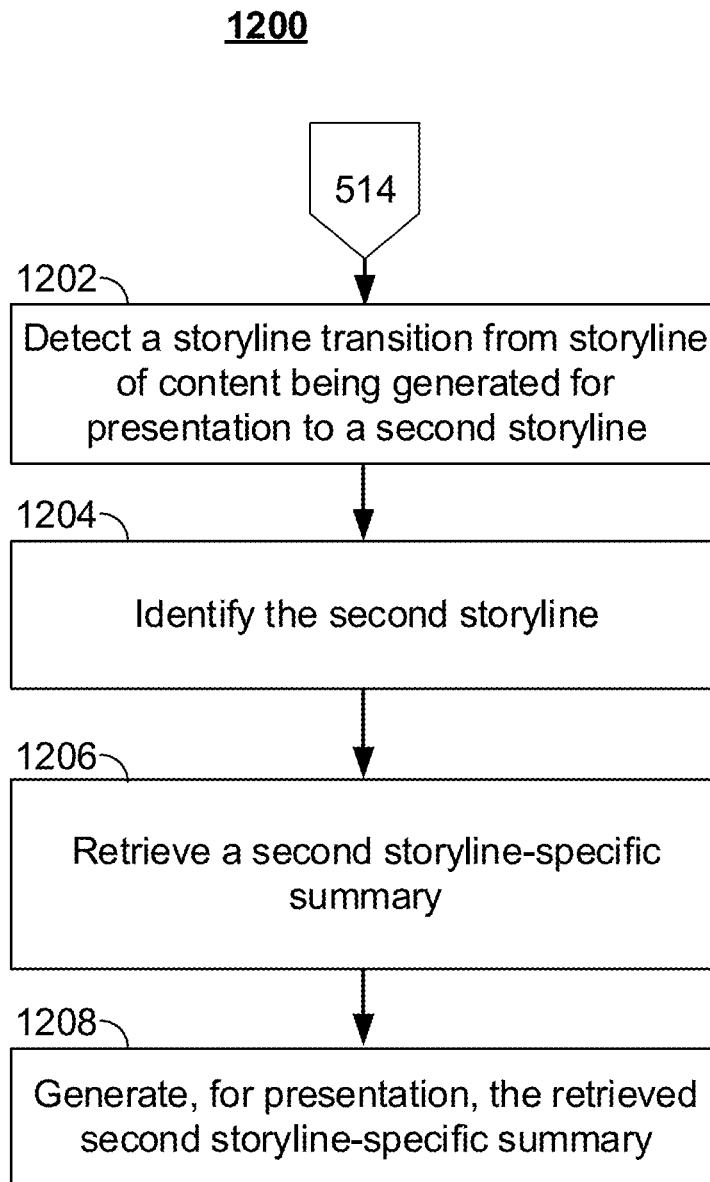 1200
514
1202
Detect a storyline transition from storyline
of content being generated for
presentation to a second storyline
1204
Identify the second storyline
1206
Retrieve a second storyline-specific
summary
1208
Generate, for presentation, the retrieved
second storyline-specific summary